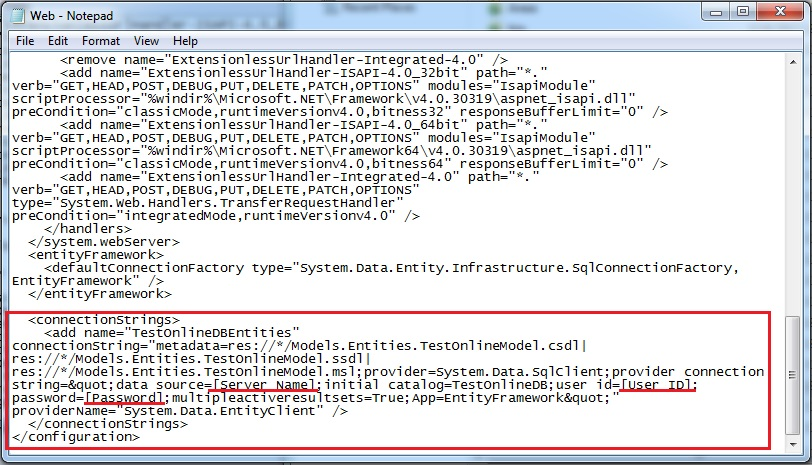 Web - Notepad
File Edit Format View Help
<remove name="ExtensionlessUrlHandler-Integrated-4.0" />
<add name="ExtensionlessUrlHandler-ISAPI-4.0_32bit" path="*."
verb="GET,HEAD,POST,DEBUG,PUT,DELETE,PATCH,OPTIONS" modules="IsapiModule"
scriptProcessor="%windir%\Microsoft.NET\Framework\v4.0.30319\aspnet_isapi.dll"
preCondition="classicMode,runtimeVersionv4.0,bitness32" responseBufferLimit="0" />
<add name="ExtensionlessUrlHandler-ISAPI-4.0_64bit" path="*."
verb="GET,HEAD,POST,DEBUG,PUT,DELETE,PATCH,OPTIONS" modules="IsapiModule"
scriptProcessor="%windir%\Microsoft.NET\Framework64\v4.0.30319\aspnet_isapi.dll"
preCondition="classicMode,runtimeVersionv4.0,bitness64" responseBufferLimit="0" />
<add name="ExtensionlessUrlHandler-Integrated-4.0" path="*."
verb="GET,HEAD,POST,DEBUG,PUT,DELETE,PATCH,OPTIONS"
type="System.Web.Handlers.TransferRequestHandler"
preCondition="integratedMode,runtimeVersionv4.0" />
</handlers>
</system.webServer>
<entityFramework>
<defaultConnectionFactory type="System.Data.Entity.Infrastructure.SqlConnectionFactory,
EntityFramework" />
</entityFramework>
<connectionStrings>
<add name="TestOnlineDBEntities"
connectionString="metadata=res://*/Models.Entities.TestOnlineModel.csdl|
res://*/Models.Entities.TestOnlineModel.ssdl|
res://*/Models.Entities.TestOnlineModel.msl;provider=System.Data.SqlClient;provider connection
string=&quot;data source=[Server Name];initial catalog=TestOnlineDB;user id=[User ID];
password=[Password];multipleactiveresultsets=True;App=EntityFramework&quot;"
providerName="System.Data.EntityClient" />
</connectionStrings>
</configuration>